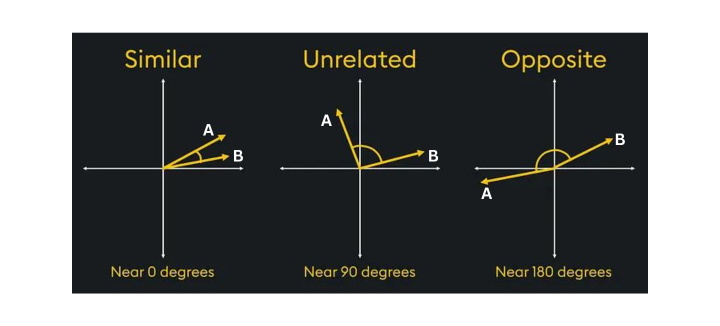 Similar
A
B
Near 0 degrees
Unrelated
A
B
Near 90 degrees
Opposite
B
A
Near 180 degrees